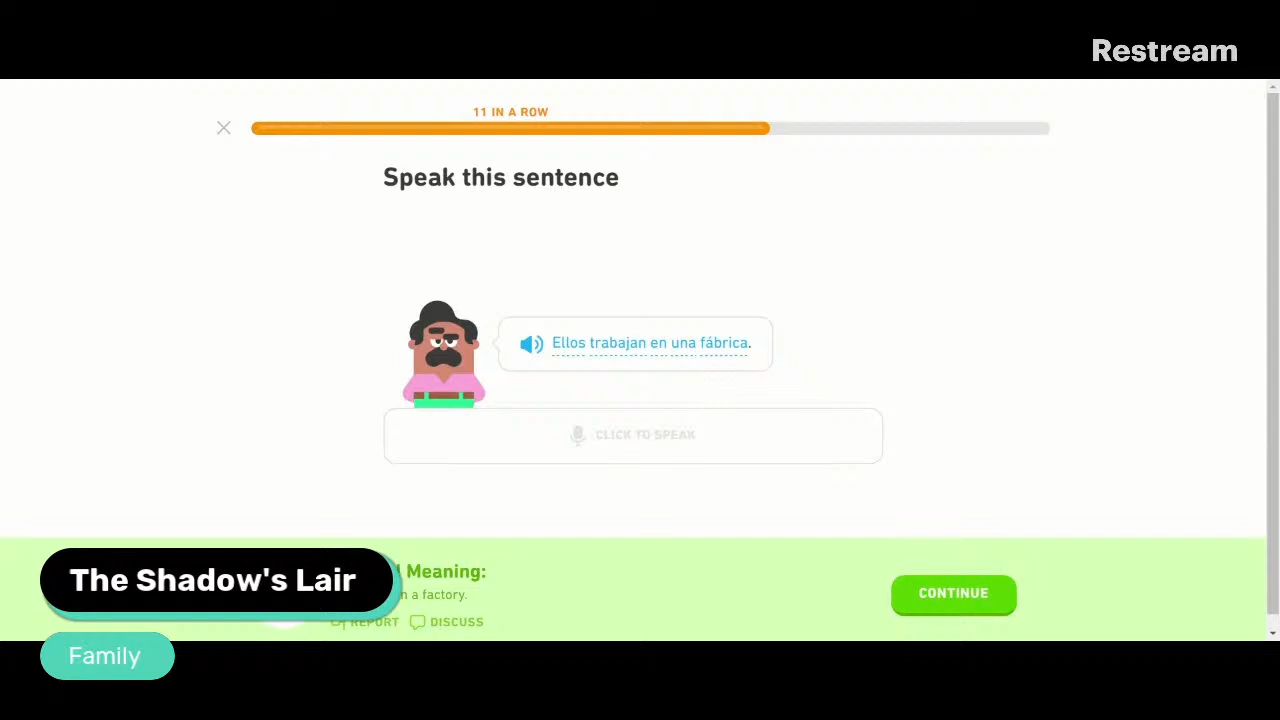 Restream
11 IN A ROW
Speak this sentence
Ellos trabajan en una fábrica.
CLICK TO SPEAK
Meaning:
n a factory.
CONTINUE
REPORT DISCUSS
The Shadow's Lair
Family